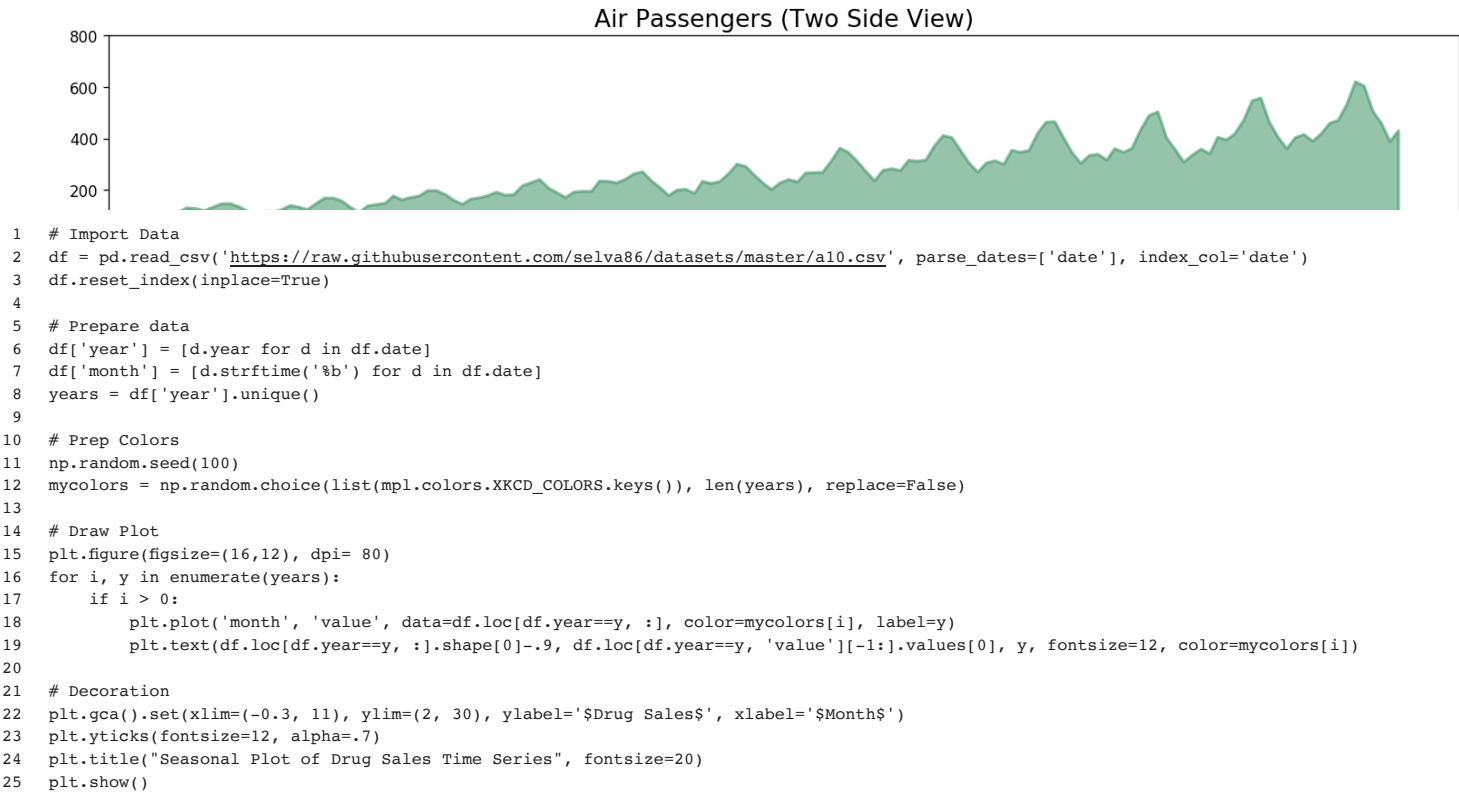 Air Passengers (Two Side View)
800
600
400
200
1 # Import Data
2 df = pd.read_csv('https://raw.githubusercontent.com/selva86/datasets/master/a10.csv', parse_dates=['date'], index_col='date')
3 df.reset_index(inplace=True)
4
5 # Prepare data
6 df['year'] = [d.year for d in df.date]
7 df['month'] = [d.strftime('%b') for d in df.date]
8 years = df['year'].unique()
9
10 # Prep Colors
11 np.random.seed(100)
12 mycolors = np.random.choice(list(mpl.colors.XKCD_COLORS.keys()), len(years), replace=False)
13
14 # Draw Plot
15 plt.figure(figsize=(16,12), dpi= 80)
16 for i, y in enumerate(years):
17     if i > 0:
18         plt.plot('month', 'value', data=df.loc[df.year==y, :], color=mycolors[i], label=y)
19         plt.text(df.loc[df.year==y, :].shape[0]-.9, df.loc[df.year==y, 'value'][-1:].values[0], y, fontsize=12, color=mycolors[i])
20
21 # Decoration
22 plt.gca().set(xlim=(-0.3, 11), ylim=(2, 30), ylabel='$Drug Sales$', xlabel='$Month$')
23 plt.yticks(fontsize=12, alpha=.7)
24 plt.title("Seasonal Plot of Drug Sales Time Series", fontsize=20)
25 plt.show()